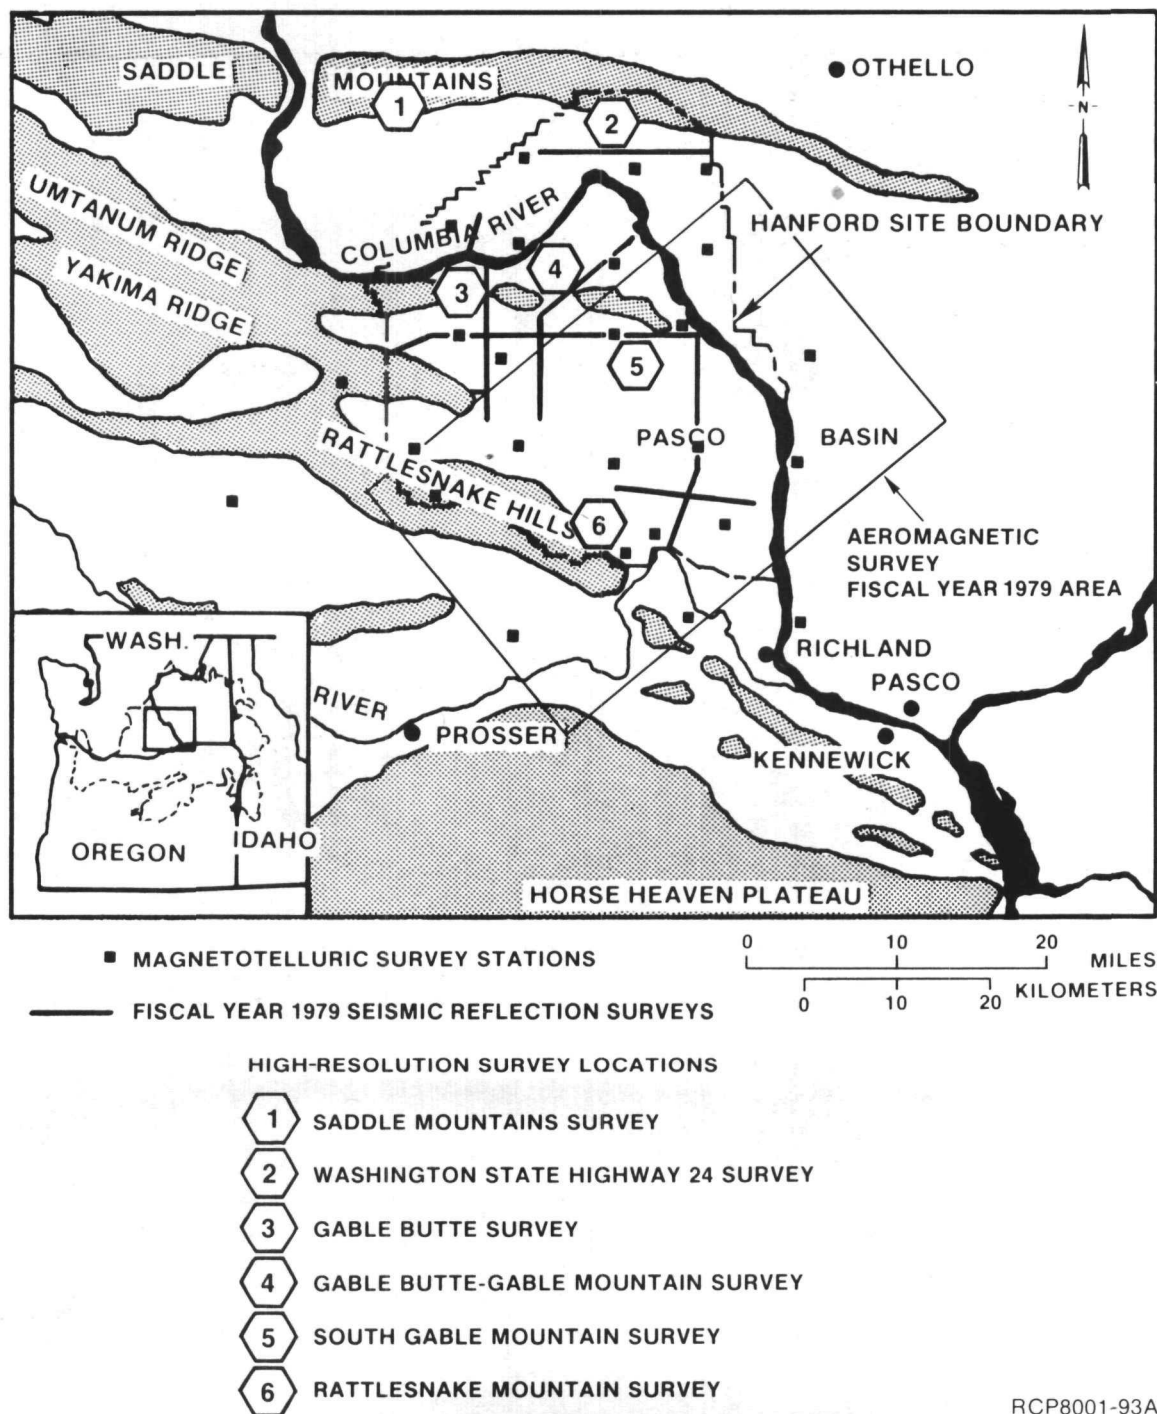 SADDLE
MOUNTAINS
OTHELLO
1
2
N
UMTANUM RIDGE
YAKIMA RIDGE
COLUMBIA RIVER
HANFORD SITE BOUNDARY
3
4
5
RATTLESNAKE HILLS
PASCO
BASIN
6
AEROMAGNETIC
SURVEY
FISCAL YEAR 1979 AREA
WASH.
OREGON
IDAHO
RIVER
PROSSER
RICHLAND
PASCO
KENNEWICK
HORSE HEAVEN PLATEAU
MAGNETOTELLURIC SURVEY STATIONS
0 10 20
MILES
FISCAL YEAR 1979 SEISMIC REFLECTION SURVEYS
KILOMETERS
0 10 20
HIGH-RESOLUTION SURVEY LOCATIONS
1 SADDLE MOUNTAINS SURVEY
2 WASHINGTON STATE HIGHWAY 24 SURVEY
3 GABLE BUTTE SURVEY
4 GABLE BUTTE-GABLE MOUNTAIN SURVEY
5 SOUTH GABLE MOUNTAIN SURVEY
6 RATTLESNAKE MOUNTAIN SURVEY
RCP8001-93A